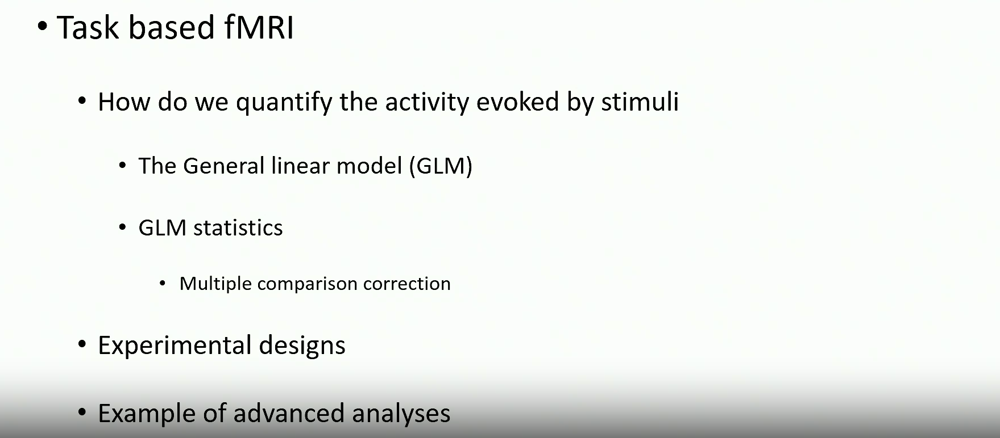 • Task based fMRI
• How do we quantify the activity evoked by stimuli
• The General linear model (GLM)
• GLM statistics
• Multiple comparison correction
• Experimental designs
• Example of advanced analyses